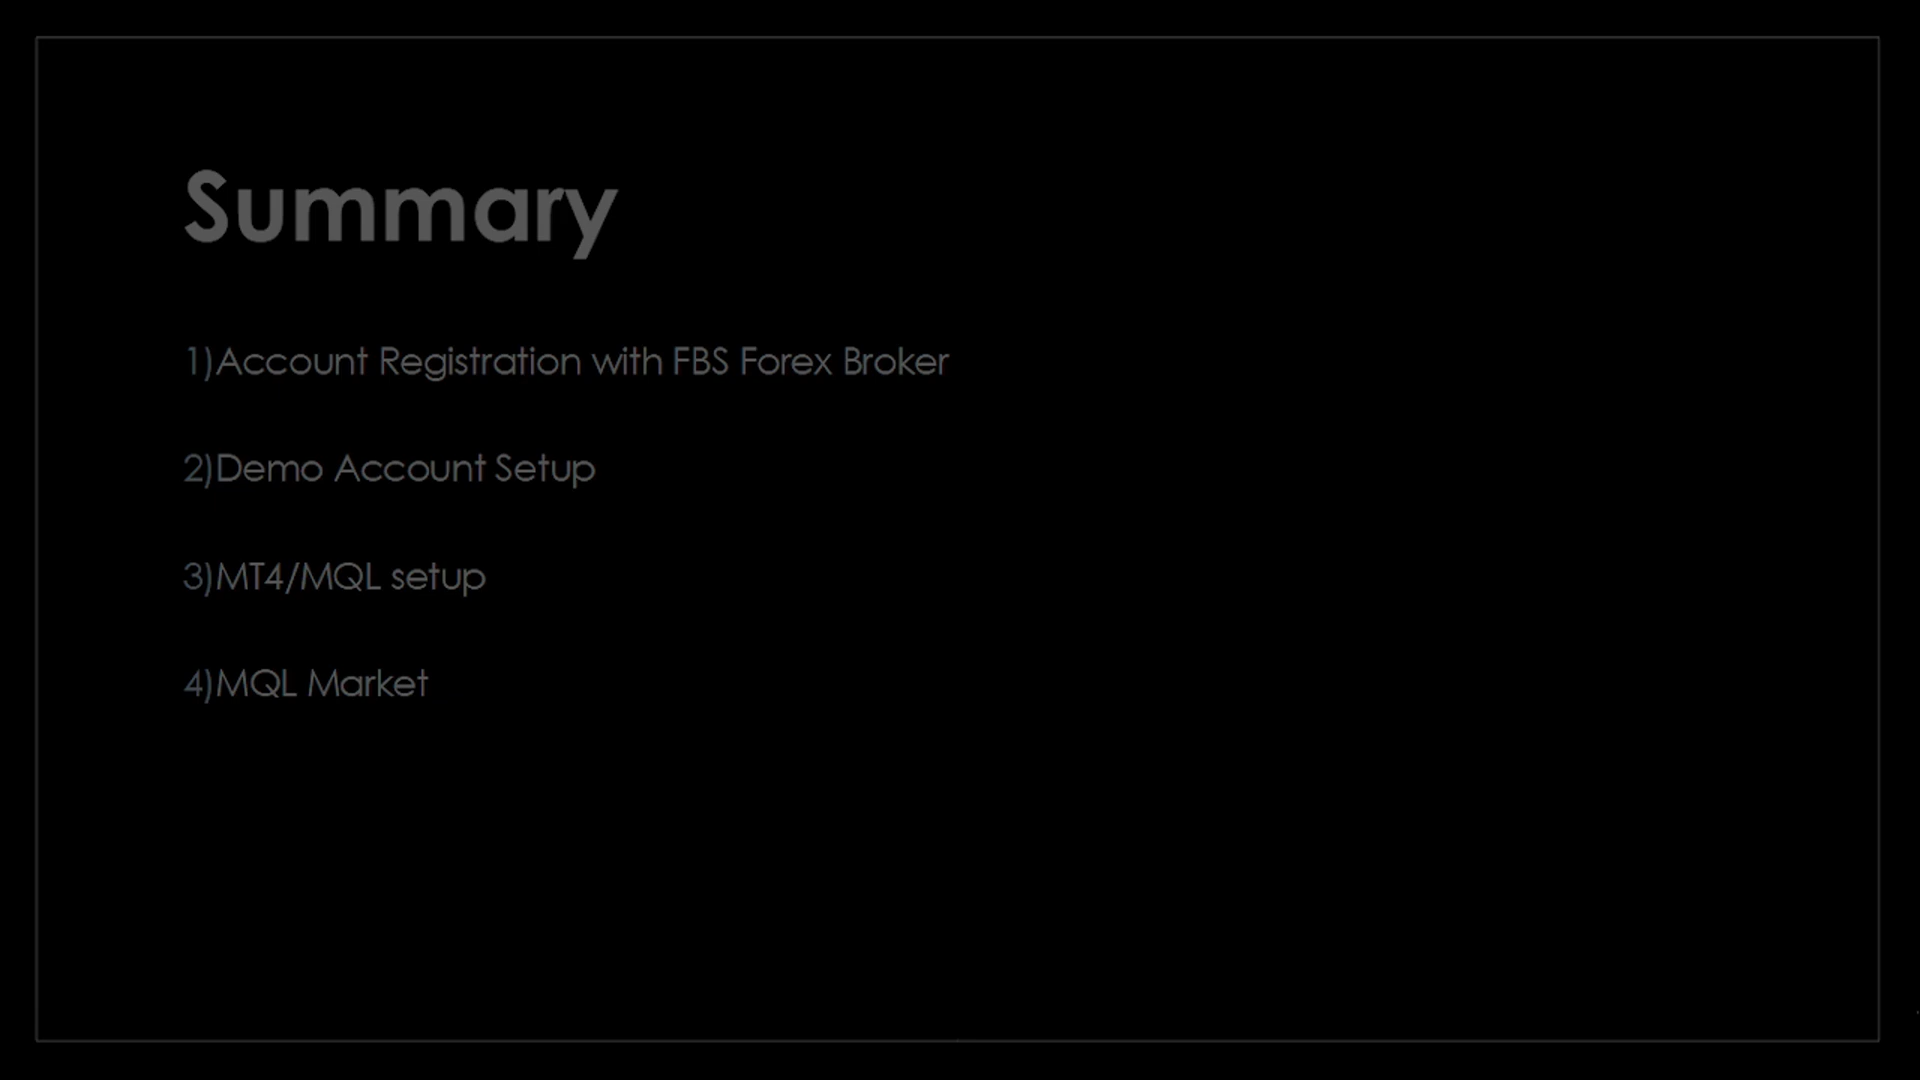 Summary
1)Account Registration with FBS Forex Broker
2)Demo Account Setup
3)MT4/MQL setup
4)MQL Market